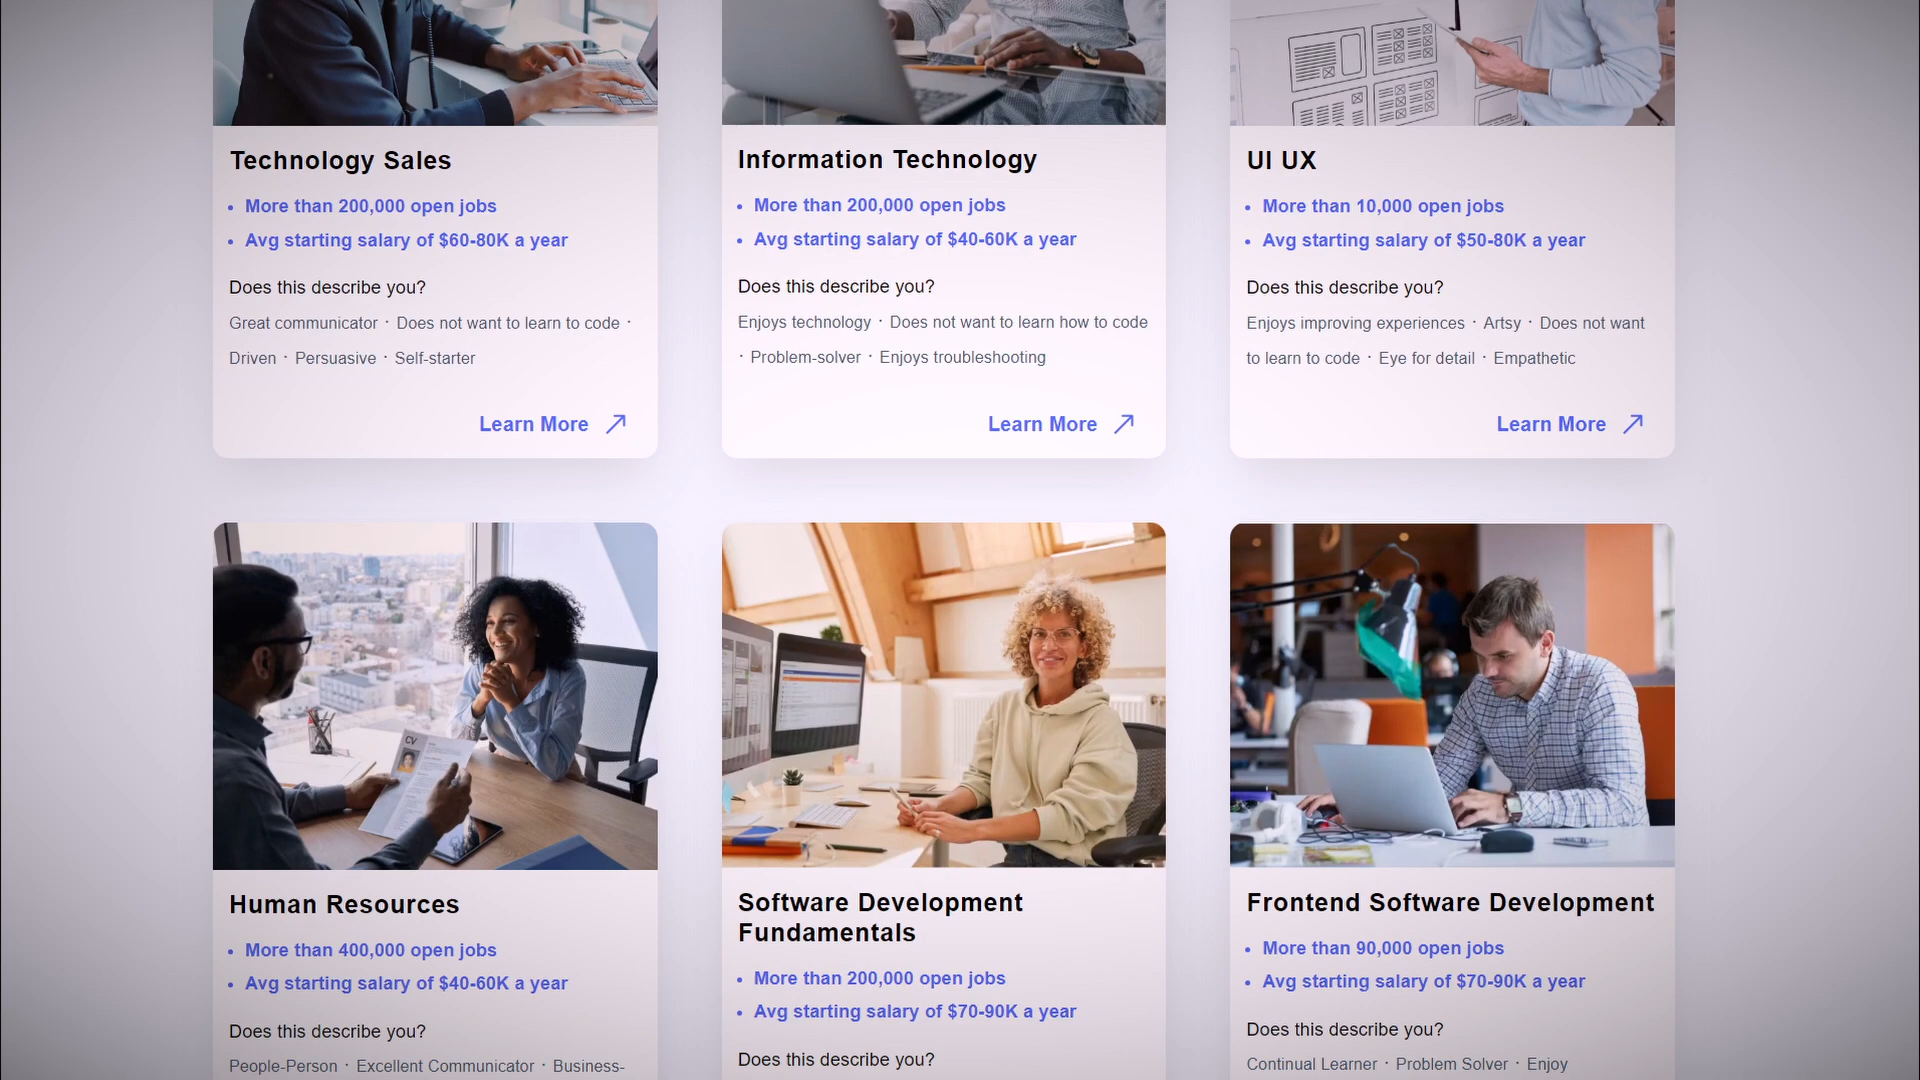 Technology Sales
• More than 200,000 open jobs
• Avg starting salary of $60-80K a year
Does this describe you?
Great communicator · Does not want to learn to code ·
Driven · Persuasive · Self-starter
Learn More
Information Technology
• More than 200,000 open jobs
• Avg starting salary of $40-60K a year
Does this describe you?
Enjoys technology · Does not want to learn how to code
· Problem-solver · Enjoys troubleshooting
Learn More
UI UX
• More than 10,000 open jobs
• Avg starting salary of $50-80K a year
Does this describe you?
Enjoys improving experiences · Artsy · Does not want
to learn to code · Eye for detail · Empathetic
Learn More
CV
Human Resources
• More than 400,000 open jobs
• Avg starting salary of $40-60K a year
Does this describe you?
People-Person · Excellent Communicator · Business-
Software Development
Fundamentals
• More than 200,000 open jobs
• Avg starting salary of $70-90K a year
Does this describe you?
Frontend Software Development
• More than 90,000 open jobs
• Avg starting salary of $70-90K a year
Does this describe you?
Continual Learner · Problem Solver · Enjoy